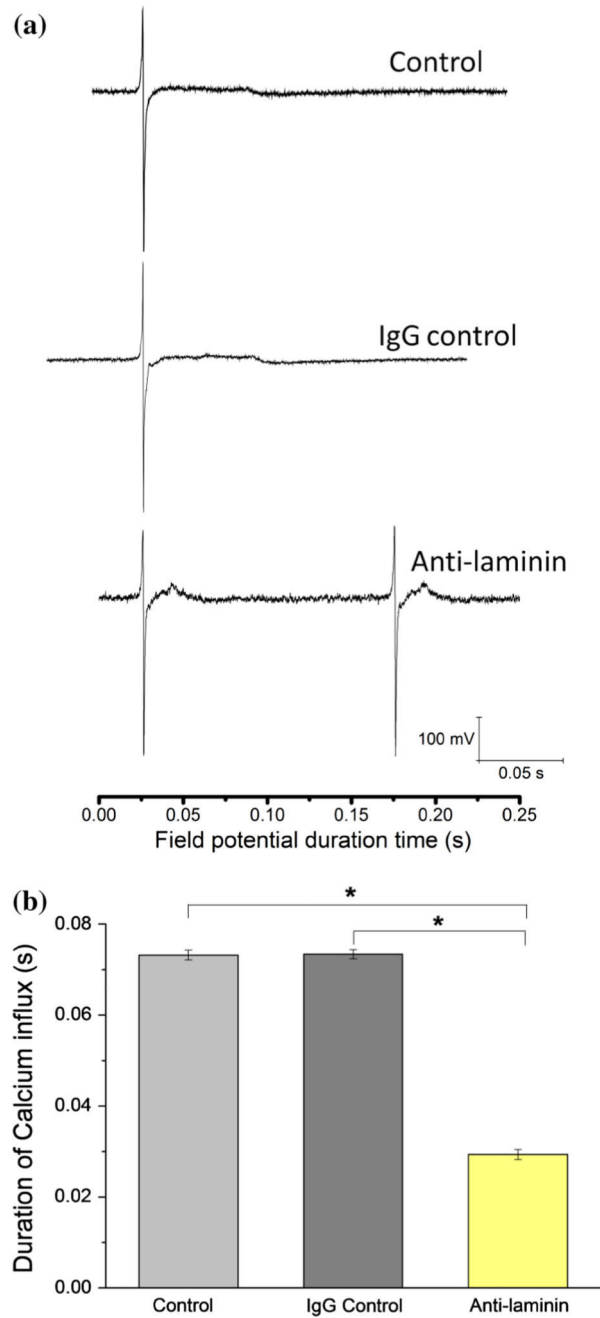 (a)
Control
IgG control
Anti-laminin
100 mV
0.05 s
0.00 0.05 0.10 0.15 0.20 0.25
Field potential duration time (s)
(b)
Duration of Calcium influx (s)
0.08
0.06
0.04
0.02
0.00
*
*
Control IgG Control Anti-laminin